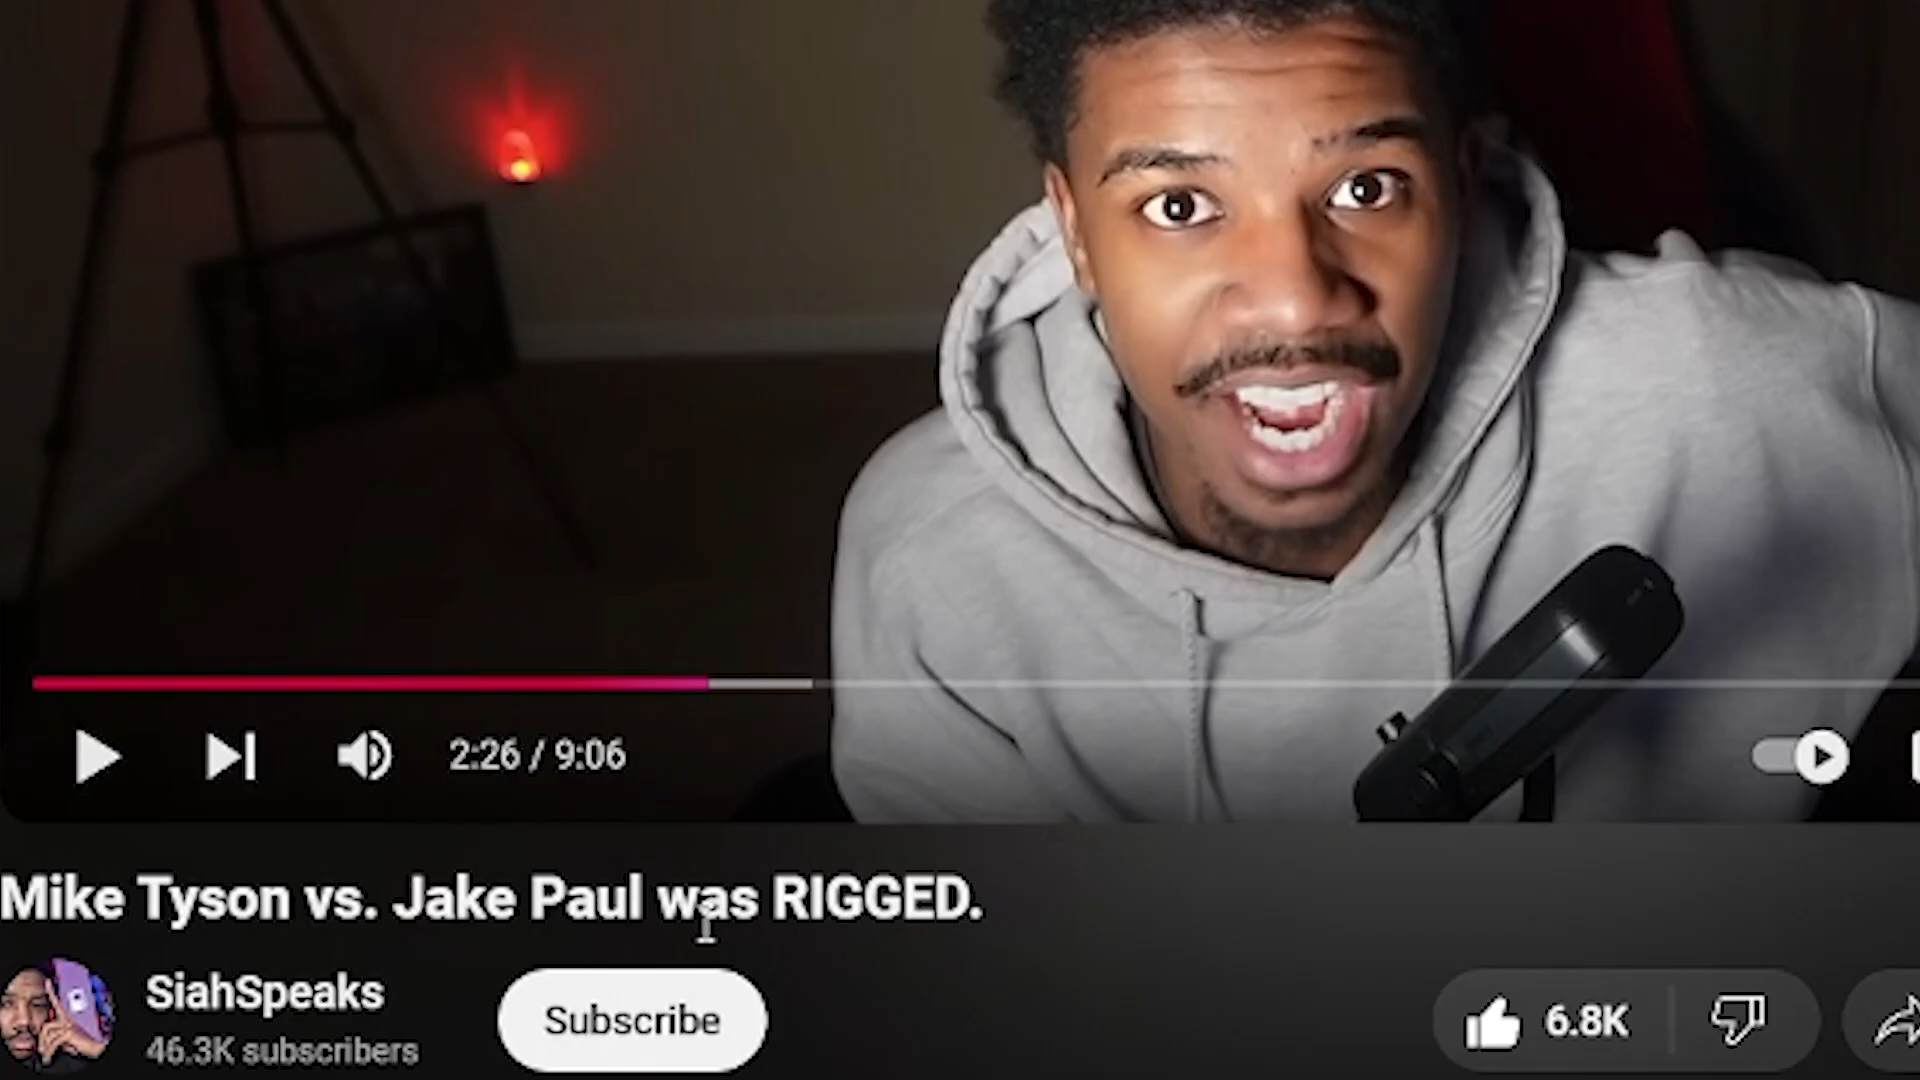 2:26 / 9:06
Mike Tyson vs. Jake Paul was RIGGED.
SiahSpeaks
46.3K subscribers
Subscribe
6.8K